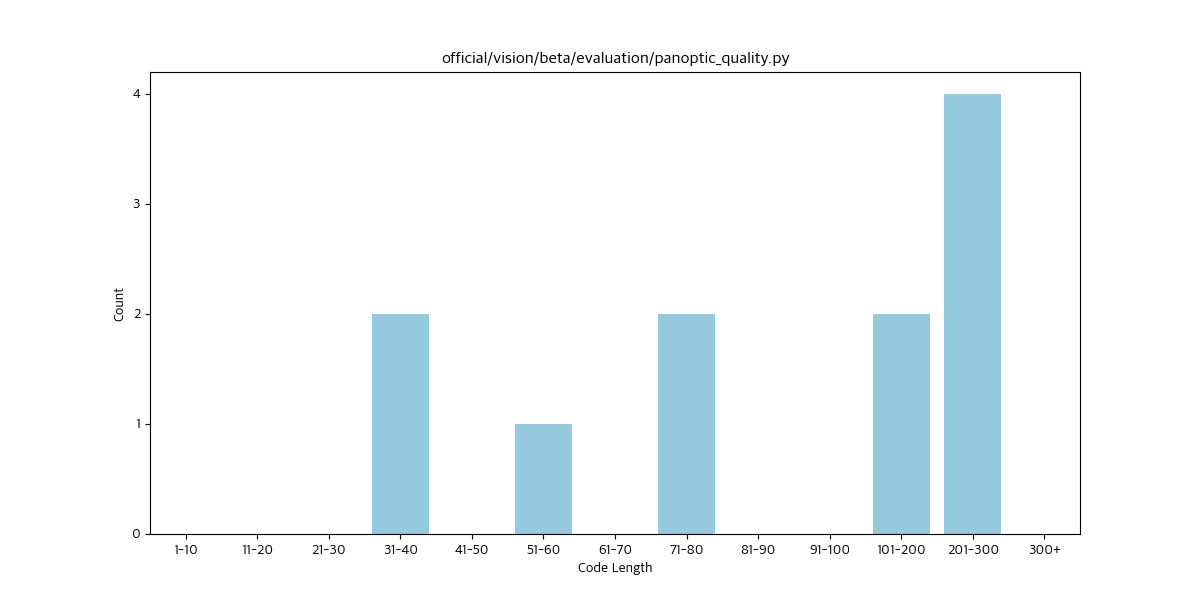 official/vision/beta/evaluation/panoptic_quality.py
Count
4
3
2
1
0
1-10 11-20 21-30 31-40 41-50 51-60 61-70 71-80 81-90 91-100 101-200 201-300 300+
Code Length